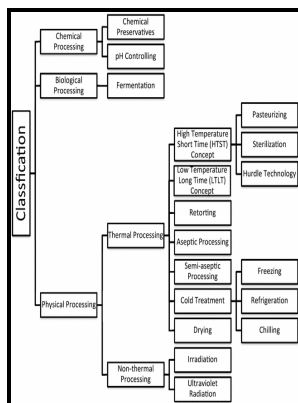 Classfication
Chemical
Processing
Chemical
Preservatives
pH Controlling
Biological
Processing
Fermentation
Physical Processing
Thermal Processing
High Temperature
Short Time (HTST)
Concept
Pasteurizing
Sterilization
Hurdle Technology
Low Temperature
Long Time (LTLT)
Concept
Retorting
Aseptic Processing
Semi-aseptic
Processing
Cold Treatment
Freezing
Refrigeration
Chilling
Drying
Non-thermal
Processing
Irradiation
Ultraviolet
Radiation